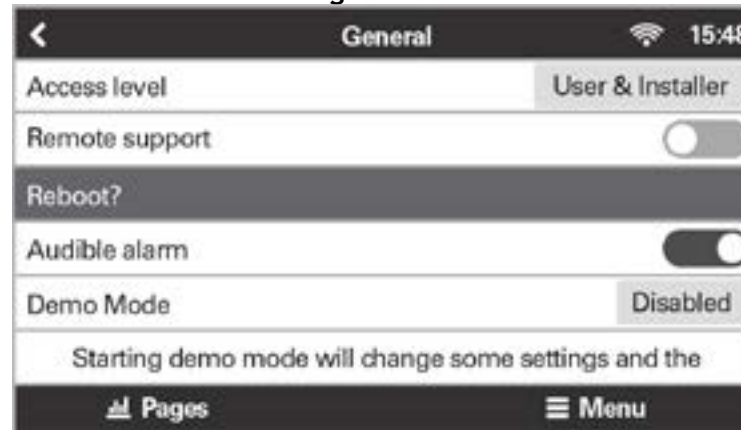 General 15:48
Access level User & Installer
Remote support
Reboot?
Audible alarm
Demo Mode Disabled
Starting demo mode will change some settings and the
Pages Menu